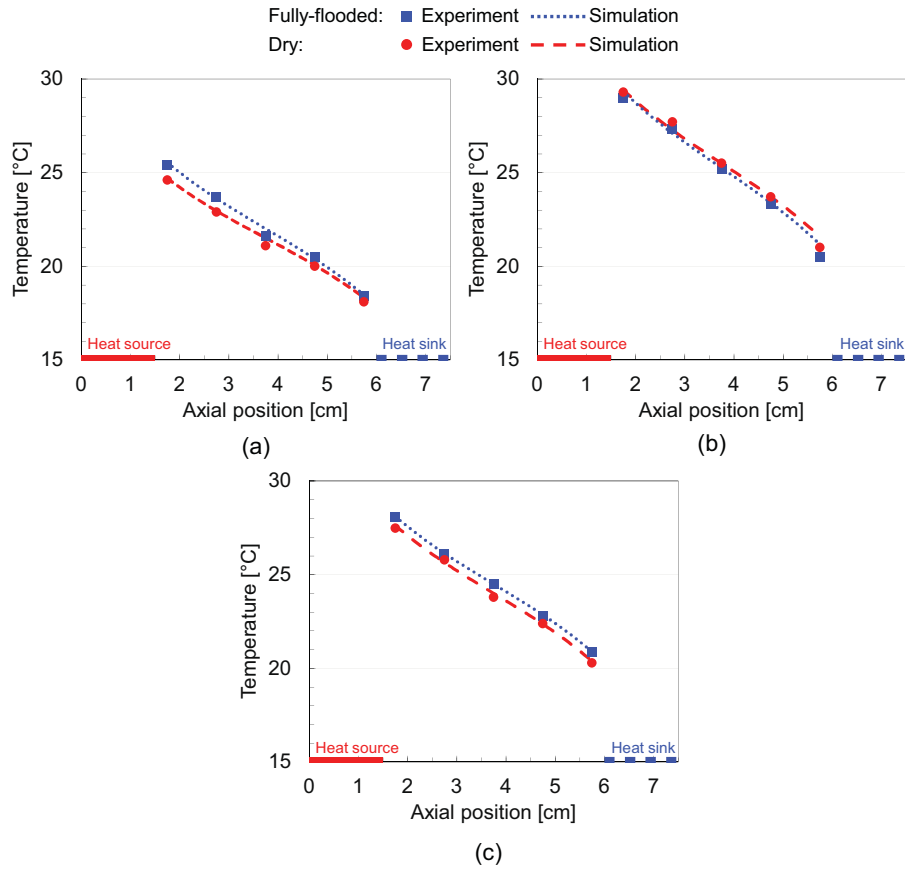 Fully-flooded: Experiment Simulation
Dry: Experiment Simulation
30
25
20
15
Temperature [°C]
Heat source
Heat sink
0 1 2 3 4 5 6 7
Axial position [cm]
(a)
30
25
20
15
Temperature [°C]
Heat source
Heat sink
0 1 2 3 4 5 6 7
Axial position [cm]
(b)
30
25
20
15
Temperature [°C]
Heat source
Heat sink
0 1 2 3 4 5 6 7
Axial position [cm]
(c)